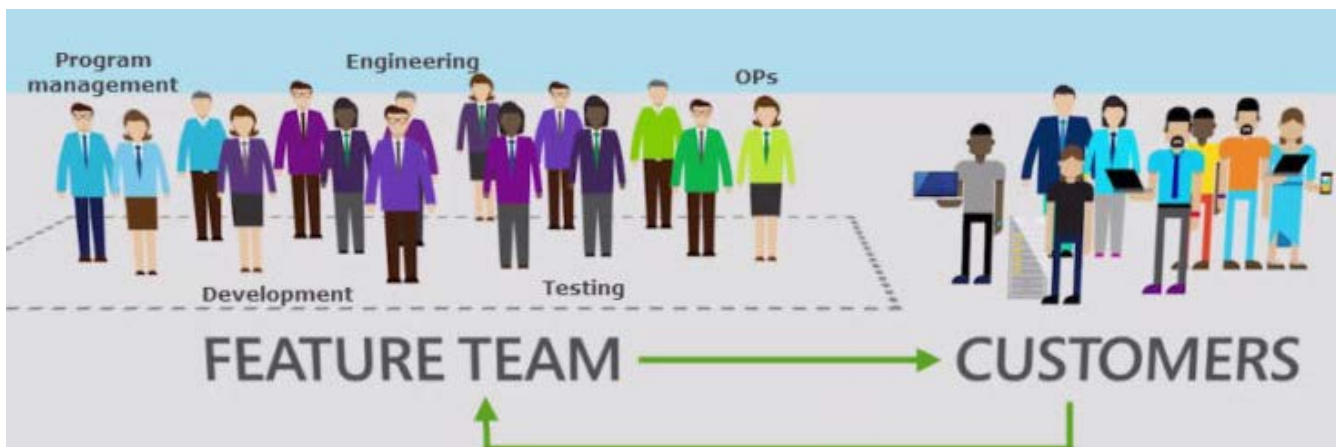 Program
management
Engineering
OPs
Development
Testing
FEATURE TEAM
CUSTOMERS